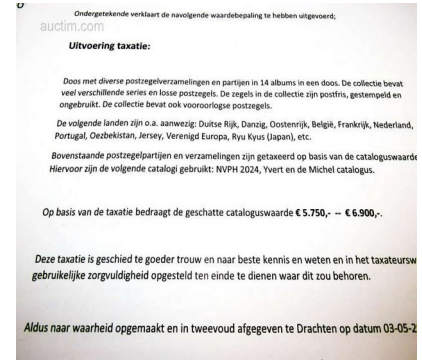 Ondergetekende verklaart de navolgende waardebepaling te hebben uitgevoerd;
auctim.com
Uitvoering taxatie:
Doos met diverse postzegelverzamelingen en partijen in 14 albums in een doos. De collectie bevat
veel verschillende series en losse postzegels. De zegels in de collectie zijn postfris, gestempeld en
ongebruikt. De collectie bevat ook vooroorlogse postzegels.
De volgende landen zijn o.a. aanwezig: Duitse Rijk, Danzig, Oostenrijk, België, Frankrijk, Nederland,
Portugal, Oezbekistan, Jersey, Verenigd Europa, Ryu Kyus (Japan), etc.
Bovenstaande postzegelpartijen en verzamelingen zijn getaxeerd op basis van de cataloguswaarde
Hiervoor zijn de volgende catalogi gebruikt: NVPH 2024, Yvert en de Michel catalogus.
Op basis van de taxatie bedraagt de geschatte cataloguswaarde € 5.750,- -- € 6.900,-.
Deze taxatie is geschied te goeder trouw en naar beste kennis en weten en in het taxateursw
gebruikelijke zorgvuldigheid opgesteld ten einde te dienen waar dit zou behoren.
Aldus naar waarheid opgemaakt en in tweevoud afgegeven te Drachten op datum 03-05-2